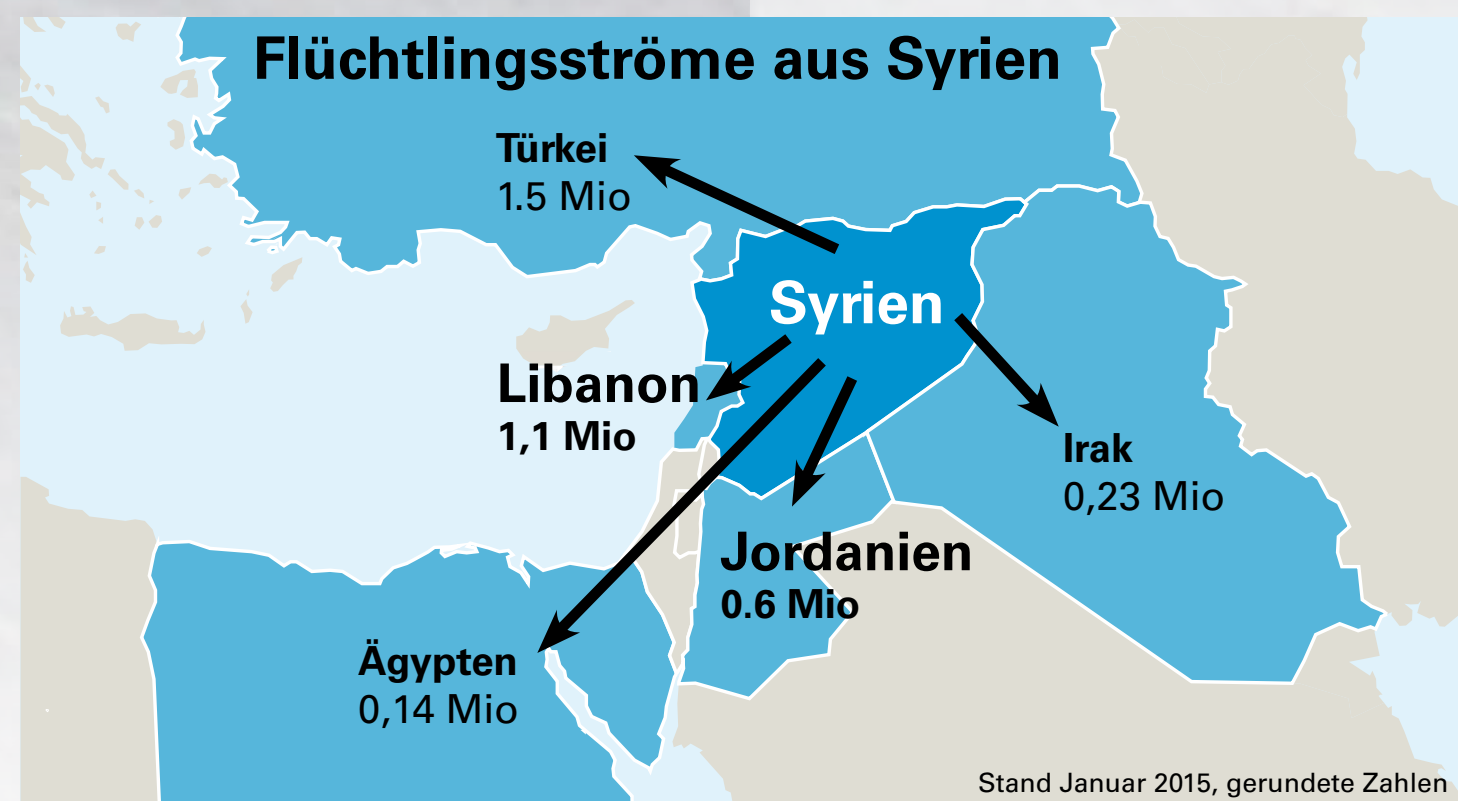 Flüchtlingsströme aus Syrien
Türkei
1.5 Mio
Syrien
Libanon
1,1 Mio
Irak
0,23 Mio
Jordanien
0.6 Mio
Ägypten
0,14 Mio
Stand Januar 2015, gerundete Zahlen